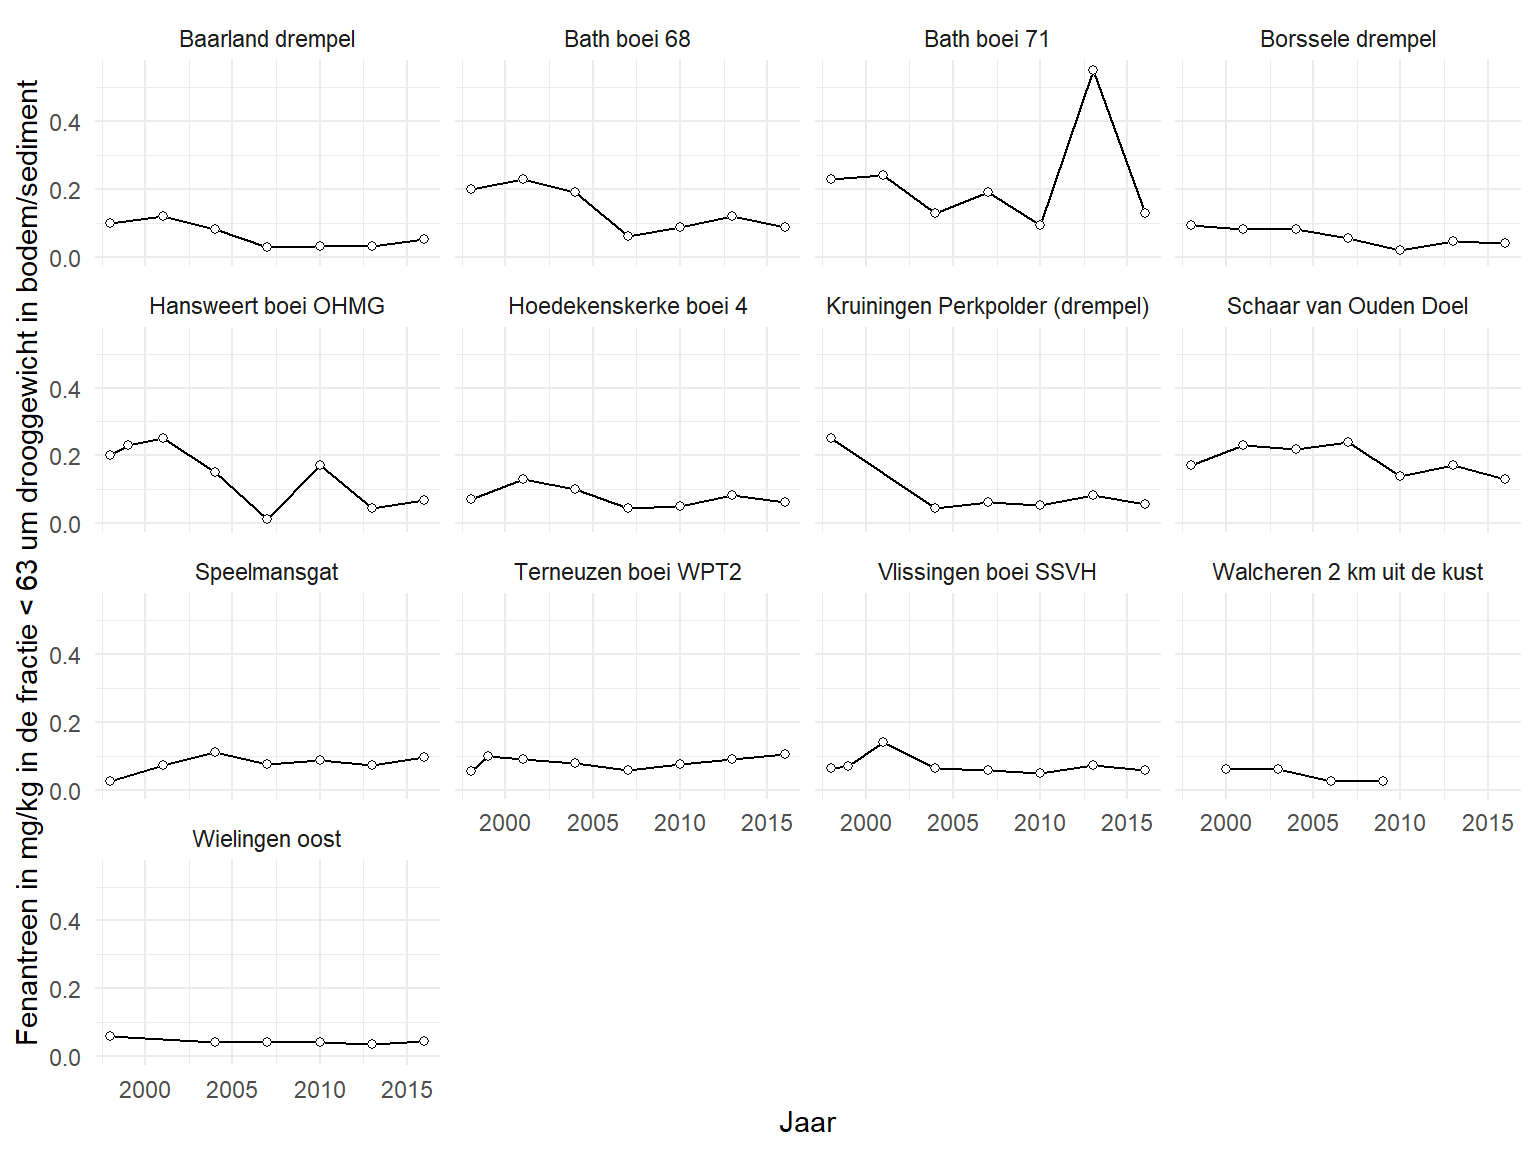 Baarland drempel
Bath boei 68
Bath boei 71
Borssele drempel
0.4
0.2
0.0
Hansweert boei OHMG
Hoedekenskerke boei 4
Kruiningen Perkpolder (drempel)
Schaar van Ouden Doel
0.4
0.2
0.0
Speelmansgat
Terneuzen boei WPT2
Vlissingen boei SSVH
Walcheren 2 km uit de kust
0.4
0.2
0.0
2000 2005 2010 2015
2000 2005 2010 2015
2000 2005 2010 2015
Wielingen oost
0.4
0.2
0.0
2000 2005 2010 2015
Jaar
Fenantreen in mg/kg in de fractie < 63 um drooggewicht in bodem/sediment